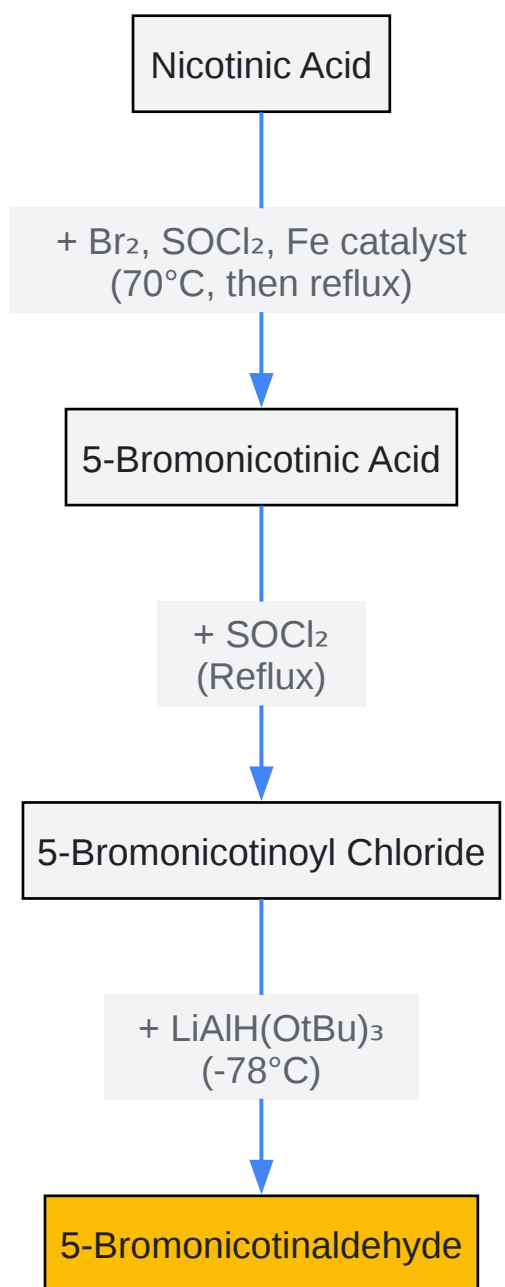 Nicotinic Acid
+ Br₂, SOCl₂, Fe catalyst
(70°C, then reflux)
5-Bromonicotinic Acid
+ SOCl₂
(Reflux)
5-Bromonicotinoyl Chloride
+ LiAlH(OtBu)₃
(-78°C)
5-Bromonicotinaldehyde